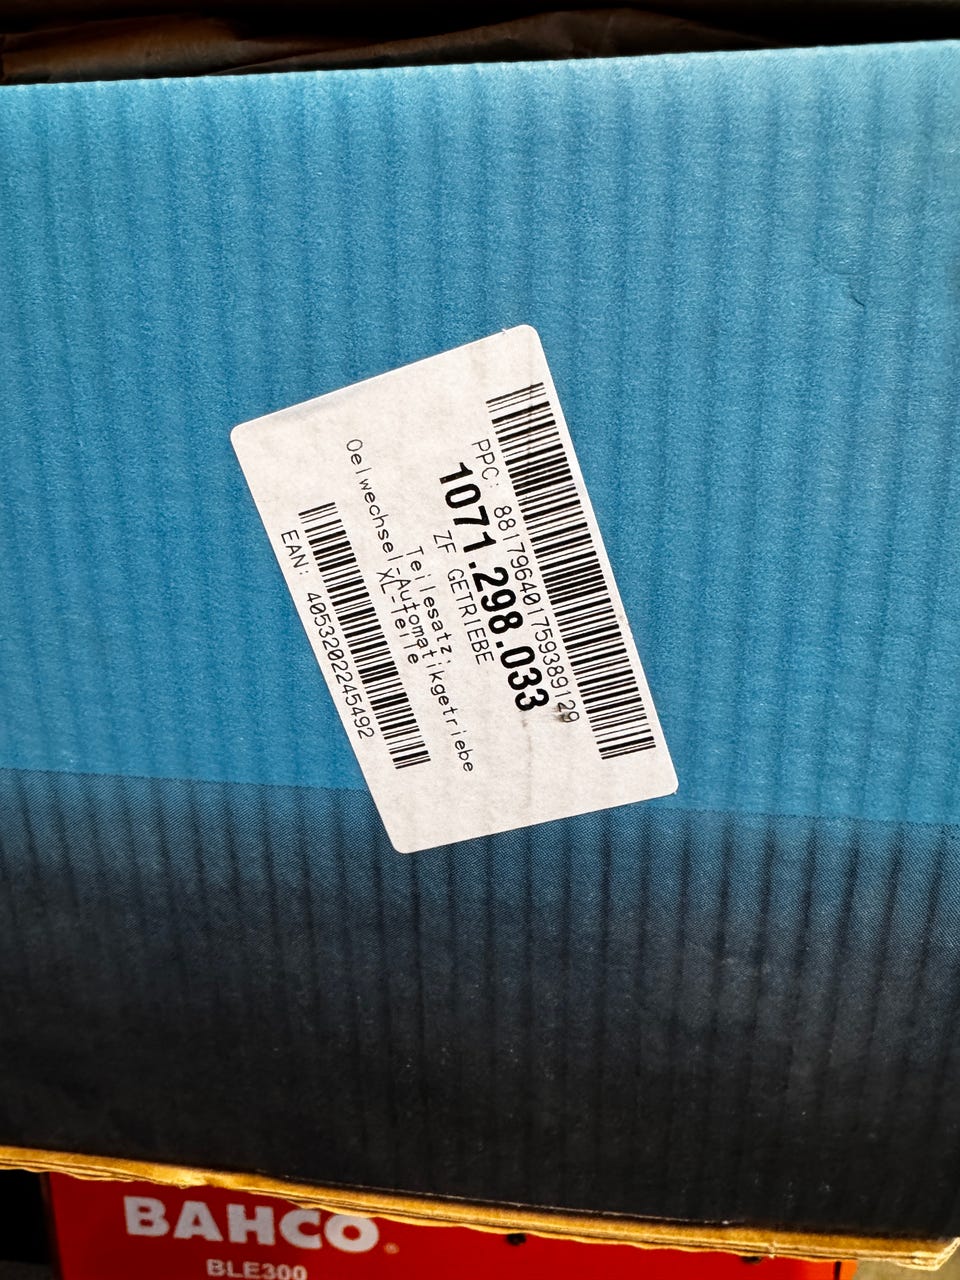 PPC: 881796401759389129
1071.298.033
ZF GETRIEBE
Teilesatz,
Oelwechsel-Automatikgetriebe
XL-Teile
EAN: 4053202245492
BAHCO
BLE300